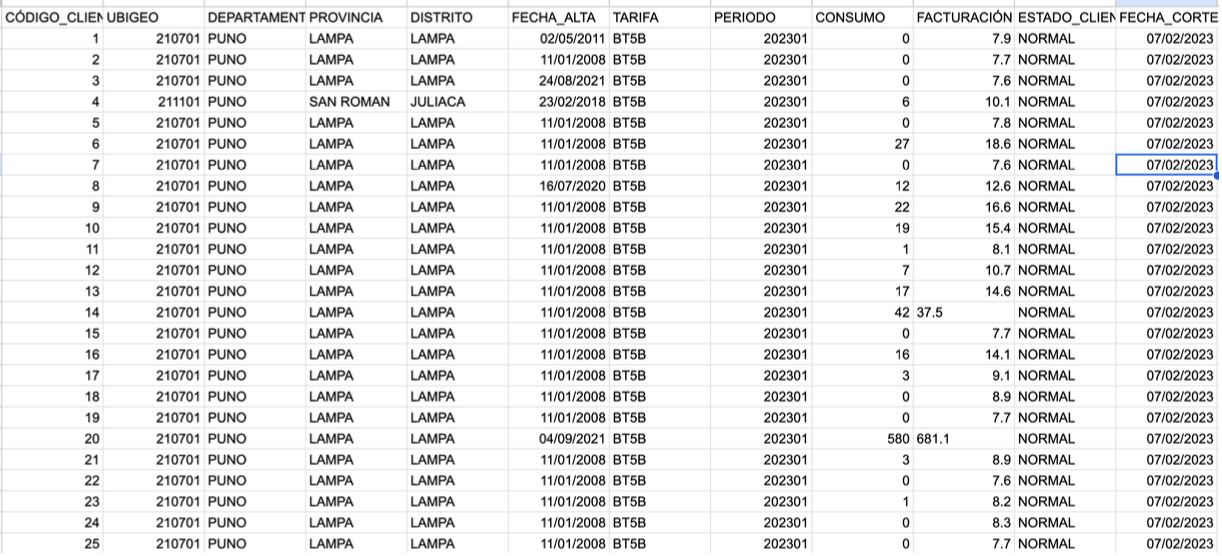 CÓDIGO_CLIEN UBIGEO DEPARTAMENT PROVINCIA DISTRITO FECHA_ALTA TARIFA PERIODO CONSUMO FACTURACIÓN ESTADO_CLIEN FECHA_CORTE
1 210701 PUNO LAMPA LAMPA 02/05/2011 BT5B 202301 0 7.9 NORMAL 07/02/2023
2 210701 PUNO LAMPA LAMPA 11/01/2008 BT5B 202301 0 7.7 NORMAL 07/02/2023
3 210701 PUNO LAMPA LAMPA 24/08/2021 BT5B 202301 0 7.6 NORMAL 07/02/2023
4 211101 PUNO SAN ROMAN JULIACA 23/02/2018 BT5B 202301 6 10.1 NORMAL 07/02/2023
5 210701 PUNO LAMPA LAMPA 11/01/2008 BT5B 202301 0 7.8 NORMAL 07/02/2023
6 210701 PUNO LAMPA LAMPA 11/01/2008 BT5B 202301 27 18.6 NORMAL 07/02/2023
7 210701 PUNO LAMPA LAMPA 11/01/2008 BT5B 202301 0 7.6 NORMAL 07/02/2023
8 210701 PUNO LAMPA LAMPA 16/07/2020 BT5B 202301 12 12.6 NORMAL 07/02/2023
9 210701 PUNO LAMPA LAMPA 11/01/2008 BT5B 202301 22 16.6 NORMAL 07/02/2023
10 210701 PUNO LAMPA LAMPA 11/01/2008 BT5B 202301 19 15.4 NORMAL 07/02/2023
11 210701 PUNO LAMPA LAMPA 11/01/2008 BT5B 202301 1 8.1 NORMAL 07/02/2023
12 210701 PUNO LAMPA LAMPA 11/01/2008 BT5B 202301 7 10.7 NORMAL 07/02/2023
13 210701 PUNO LAMPA LAMPA 11/01/2008 BT5B 202301 17 14.6 NORMAL 07/02/2023
14 210701 PUNO LAMPA LAMPA 11/01/2008 BT5B 202301 42 37.5 NORMAL 07/02/2023
15 210701 PUNO LAMPA LAMPA 11/01/2008 BT5B 202301 0 7.7 NORMAL 07/02/2023
16 210701 PUNO LAMPA LAMPA 11/01/2008 BT5B 202301 16 14.1 NORMAL 07/02/2023
17 210701 PUNO LAMPA LAMPA 11/01/2008 BT5B 202301 3 9.1 NORMAL 07/02/2023
18 210701 PUNO LAMPA LAMPA 11/01/2008 BT5B 202301 0 8.9 NORMAL 07/02/2023
19 210701 PUNO LAMPA LAMPA 11/01/2008 BT5B 202301 0 7.7 NORMAL 07/02/2023
20 210701 PUNO LAMPA LAMPA 04/09/2021 BT5B 202301 580 681.1 NORMAL 07/02/2023
21 210701 PUNO LAMPA LAMPA 11/01/2008 BT5B 202301 3 8.9 NORMAL 07/02/2023
22 210701 PUNO LAMPA LAMPA 11/01/2008 BT5B 202301 0 7.6 NORMAL 07/02/2023
23 210701 PUNO LAMPA LAMPA 11/01/2008 BT5B 202301 1 8.2 NORMAL 07/02/2023
24 210701 PUNO LAMPA LAMPA 11/01/2008 BT5B 202301 0 8.3 NORMAL 07/02/2023
25 210701 PUNO LAMPA LAMPA 11/01/2008 BT5B 202301 0 7.7 NORMAL 07/02/2023